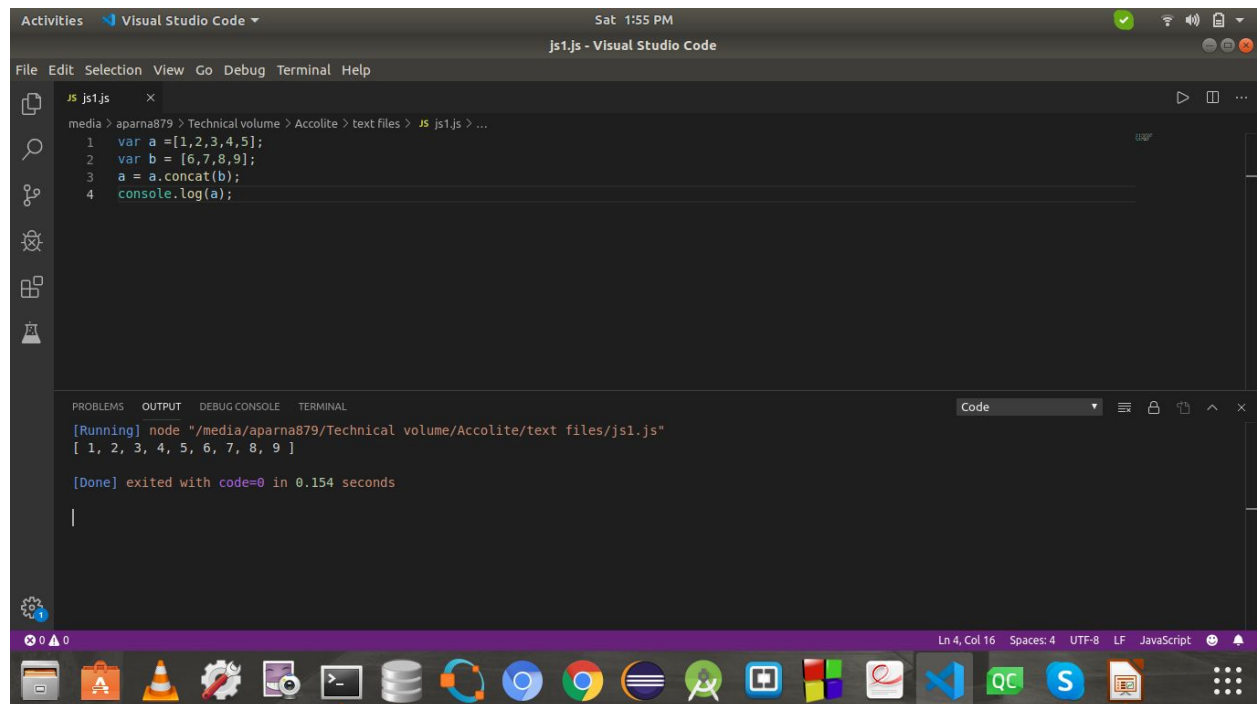 Activities Visual Studio Code Sat 1:55 PM
js1.js - Visual Studio Code
File Edit Selection View Go Debug Terminal Help
JS js1.js ×
media > aparna879 > Technical volume > Accolite > text files > JS js1.js > ...
1 var a =[1,2,3,4,5];
2 var b = [6,7,8,9];
3 a = a.concat(b);
4 console.log(a);
PROBLEMS OUTPUT DEBUG CONSOLE TERMINAL Code
[Running] node "/media/aparna879/Technical volume/Accolite/text files/js1.js"
[ 1, 2, 3, 4, 5, 6, 7, 8, 9 ]
[Done] exited with code=0 in 0.154 seconds
1
0 0 Ln 4, Col 16 Spaces: 4 UTF-8 LF JavaScript
A >_ QC S